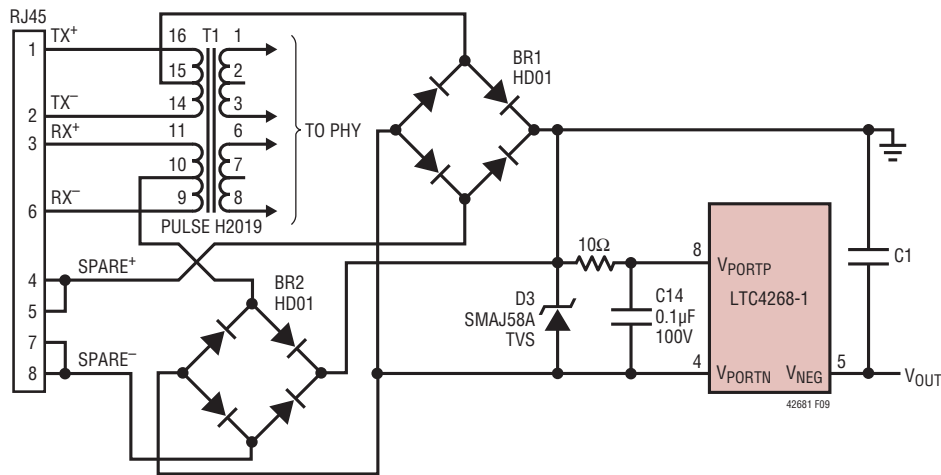 RJ45
1
TX+
16
T1
1
15
2
2
TX−
14
3
3
RX+
11
6
10
7
6
RX−
9
8
TO PHY
PULSE H2019
4
SPARE+
5
7
8
SPARE−
BR1
HD01
BR2
HD01
10Ω
D3
SMAJ58A
TVS
C14
0.1µF
100V
8
VPORTP
LTC4268-1
4
VPORTN
VNEG
5
C1
VOUT
42681 F09